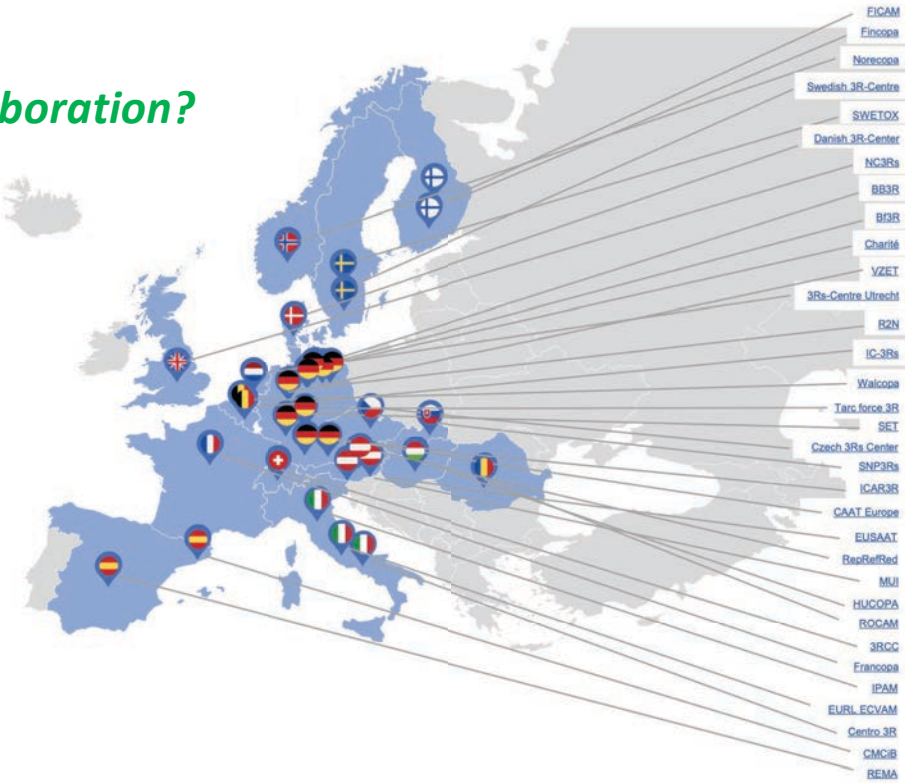 boration?
FICAM
Fincopa
Norecopa
Swedish 3R-Centre
SWETOX
Danish 3R-Center
NC3Rs
BB3R
Bf3R
Charité
VZET
3Rs-Centre Utrecht
R2N
IC-3Rs
Walcopa
Tarc force 3R
SET
Czech 3Rs Center
SNP3Rs
ICAR3R
CAAT Europe
EUSAAT
RepRefRed
MUI
HUCOPA
ROCAM
3RCC
Francopa
IPAM
EURL ECVAM
Centro 3R
CMCiB
REMA